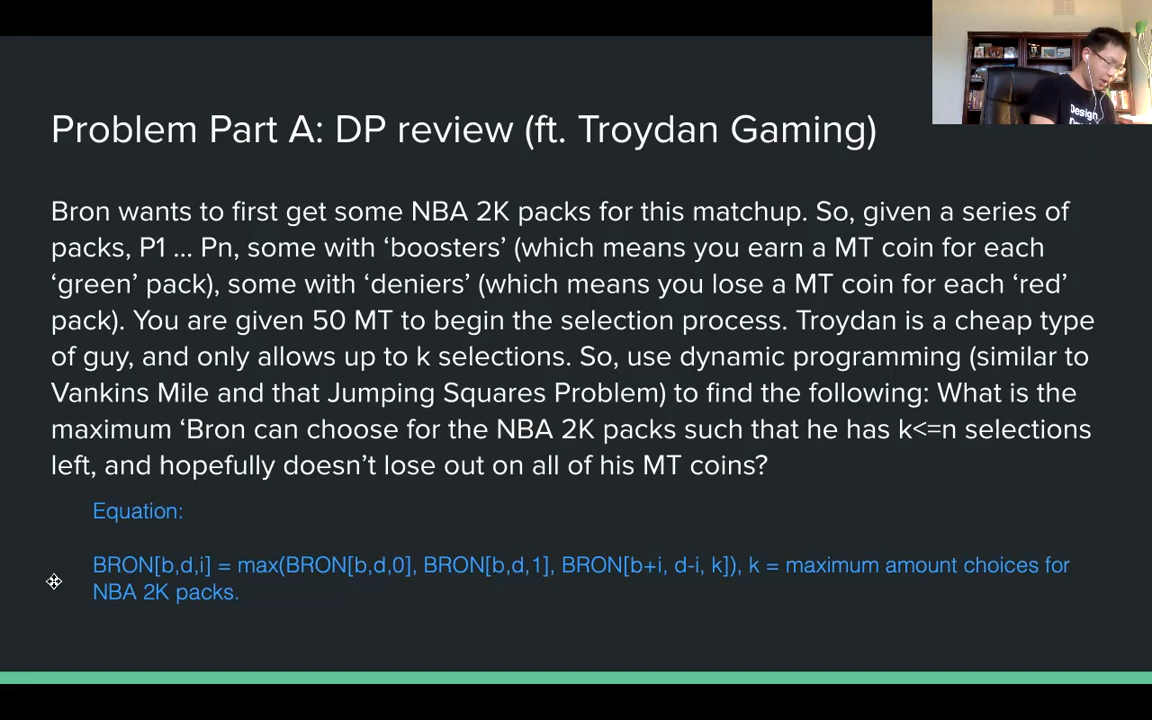 Problem Part A: DP review (ft. Troydan Gaming)
Bron wants to first get some NBA 2K packs for this matchup. So, given a series of
packs, P1 ... Pn, some with ‘boosters’ (which means you earn a MT coin for each
‘green’ pack), some with ‘deniers’ (which means you lose a MT coin for each ‘red’
pack). You are given 50 MT to begin the selection process. Troydan is a cheap type
of guy, and only allows up to k selections. So, use dynamic programming (similar to
Vankins Mile and that Jumping Squares Problem) to find the following: What is the
maximum ‘Bron can choose for the NBA 2K packs such that he has k<=n selections
left, and hopefully doesn’t lose out on all of his MT coins?
Equation:
BRON[b,d,i] = max(BRON[b,d,0], BRON[b,d,1], BRON[b+i, d-i, k]), k = maximum amount choices for
NBA 2K packs.
Design